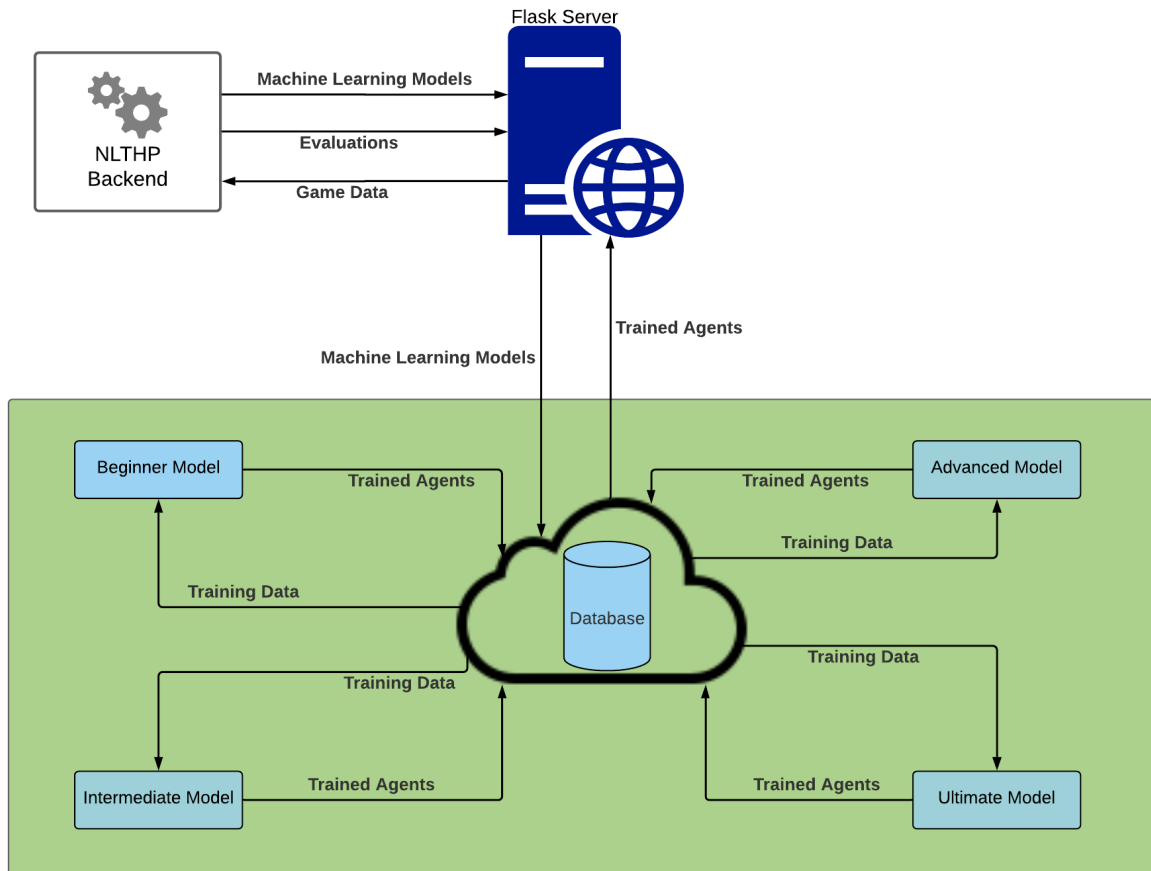 Flask Server
Machine Learning Models
NLTHP
Backend
Evaluations
Game Data
Trained Agents
Machine Learning Models
Beginner Model
Trained Agents
Trained Agents
Advanced Model
Training Data
Training Data
Database
Training Data
Training Data
Intermediate Model
Trained Agents
Trained Agents
Ultimate Model